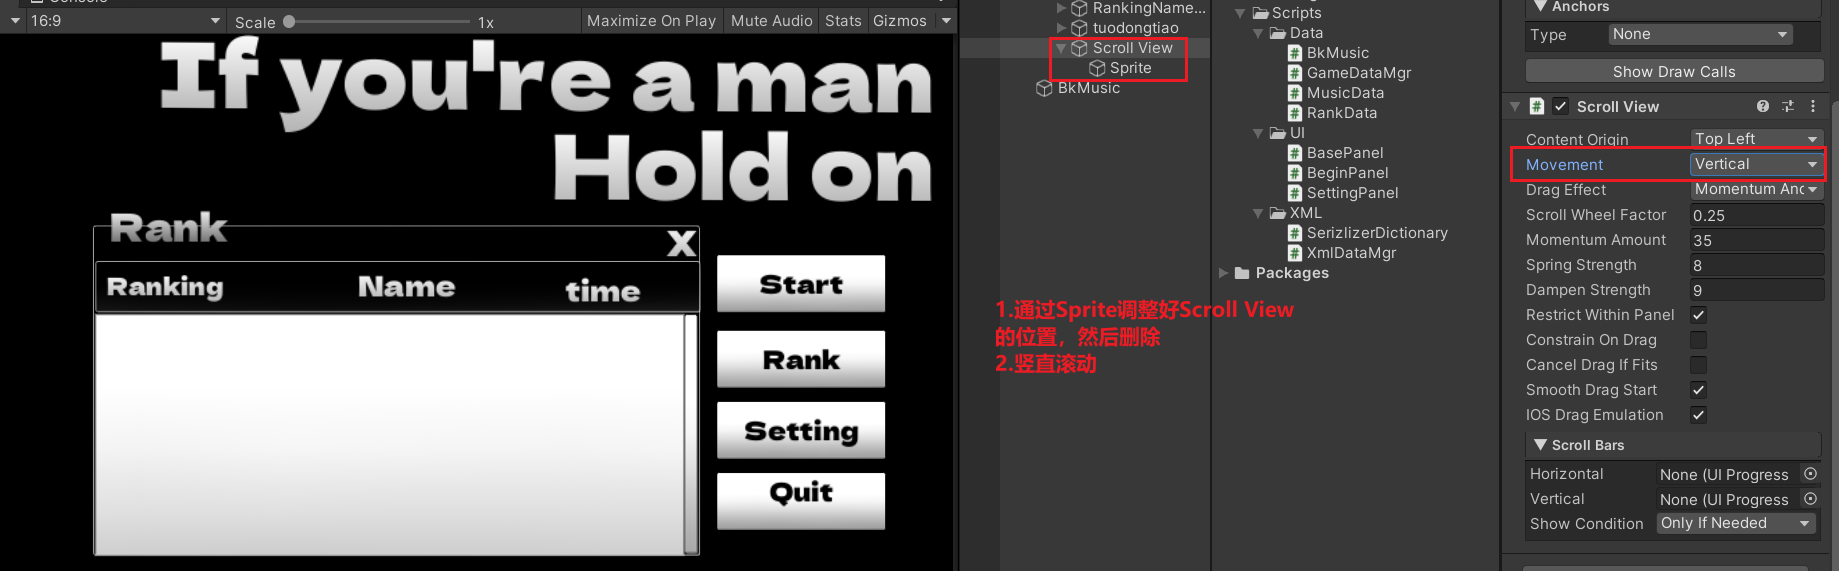 16:9
Scale
1x
Maximize On Play
Mute Audio
Stats
Gizmos
If you're a man
Hold on
Rank
X
Ranking
Name
time
Start
Rank
Setting
Quit
RankingName...
tuodongtiao
Scroll View
Sprite
BkMusic
1.通过Sprite调整好Scroll View
的位置，然后删除
2.竖直滚动
Scripts
Data
BkMusic
GameDataMgr
MusicData
RankData
UI
BasePanel
BeginPanel
SettingPanel
XML
SerizlizerDictionary
XmlDataMgr
Packages
Anchors
Type None
Show Draw Calls
Scroll View
Content Origin Top Left
Movement Vertical
Drag Effect Momentum Anc
Scroll Wheel Factor 0.25
Momentum Amount 35
Spring Strength 8
Dampen Strength 9
Restrict Within Panel
Constrain On Drag
Cancel Drag If Fits
Smooth Drag Start
IOS Drag Emulation
Scroll Bars
Horizontal None (UI Progress
Vertical None (UI Progress
Show Condition Only If Needed